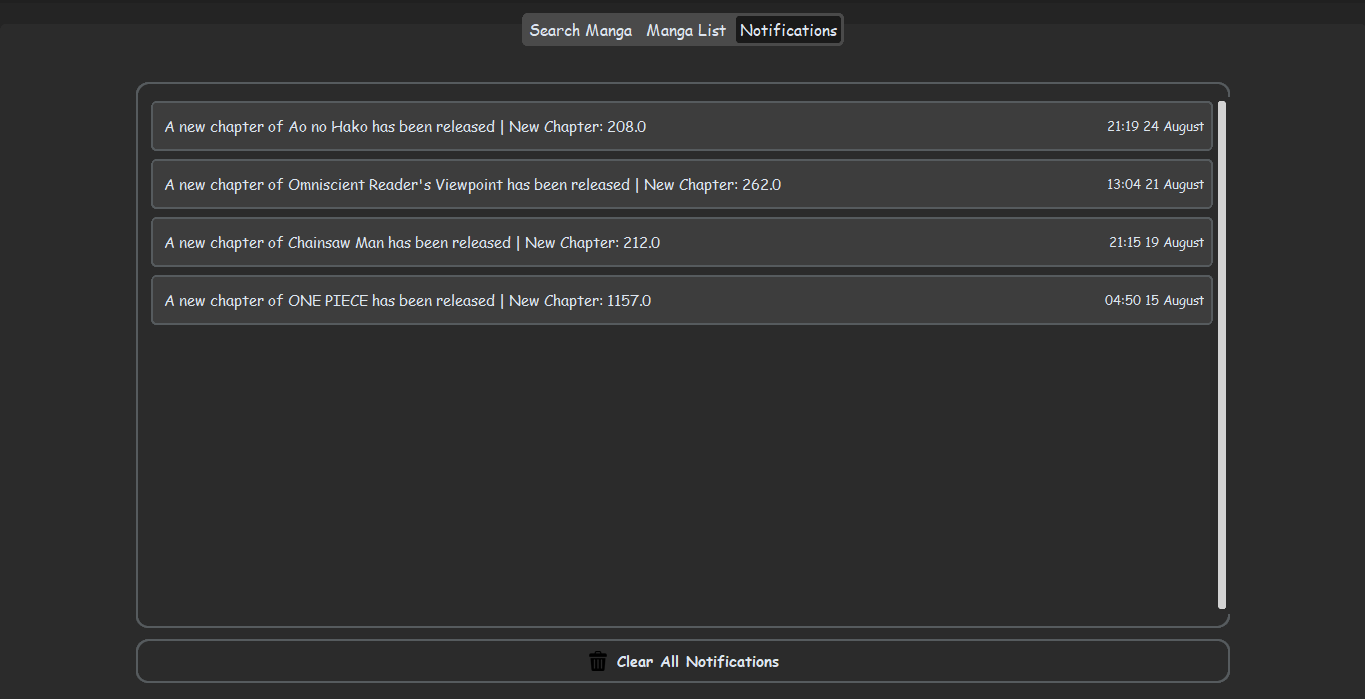 Search Manga Manga List Notifications
A new chapter of Ao no Hako has been released | New Chapter: 208.0 21:19 24 August
A new chapter of Omniscient Reader's Viewpoint has been released | New Chapter: 262.0 13:04 21 August
A new chapter of Chainsaw Man has been released | New Chapter: 212.0 21:15 19 August
A new chapter of ONE PIECE has been released | New Chapter: 1157.0 04:50 15 August
Clear All Notifications